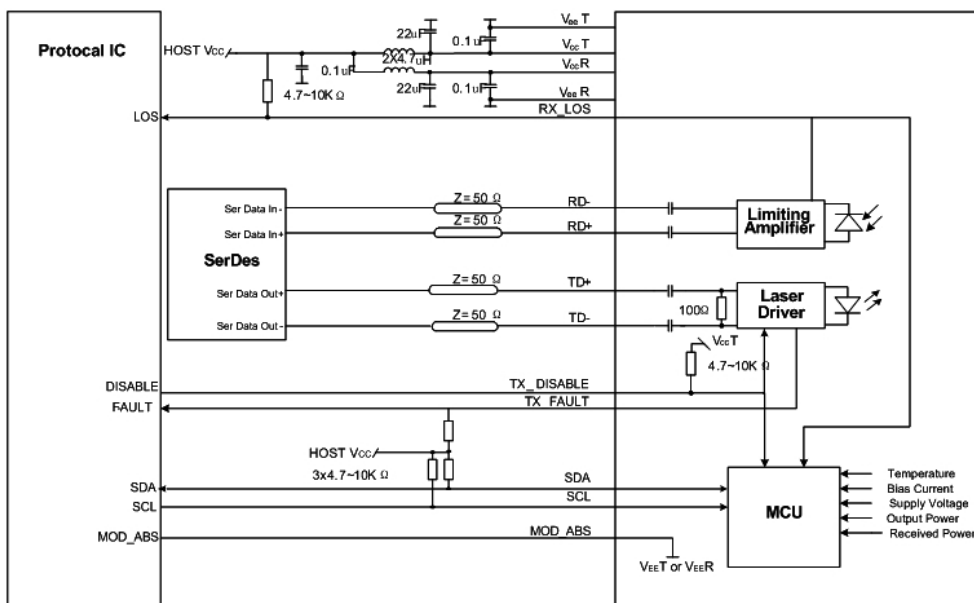 Protocal IC
HOST Vcc
22uF
0.1uF
VeeT
VccT
2X4.7uH
VccR
0.1uF
22uF
0.1uF
VeeR
4.7~10K Ω
LOS
RX_LOS
Z=50 Ω
RD-
Ser Data In-
Z=50 Ω
RD+
Ser Data In+
Limiting
Amplifier
SerDes
Z=50 Ω
TD+
Ser Data Out+
100Ω
Laser
Driver
Z=50 Ω
TD-
Ser Data Out-
VccT
4.7~10K Ω
DISABLE
TX_DISABLE
FAULT
TX_FAULT
HOST Vcc
3x4.7~10K Ω
SDA
SDA
SCL
SCL
MCU
Temperature
Bias Current
Supply Voltage
Output Power
Received Power
MOD_ABS
MOD_ABS
VEET or VEER